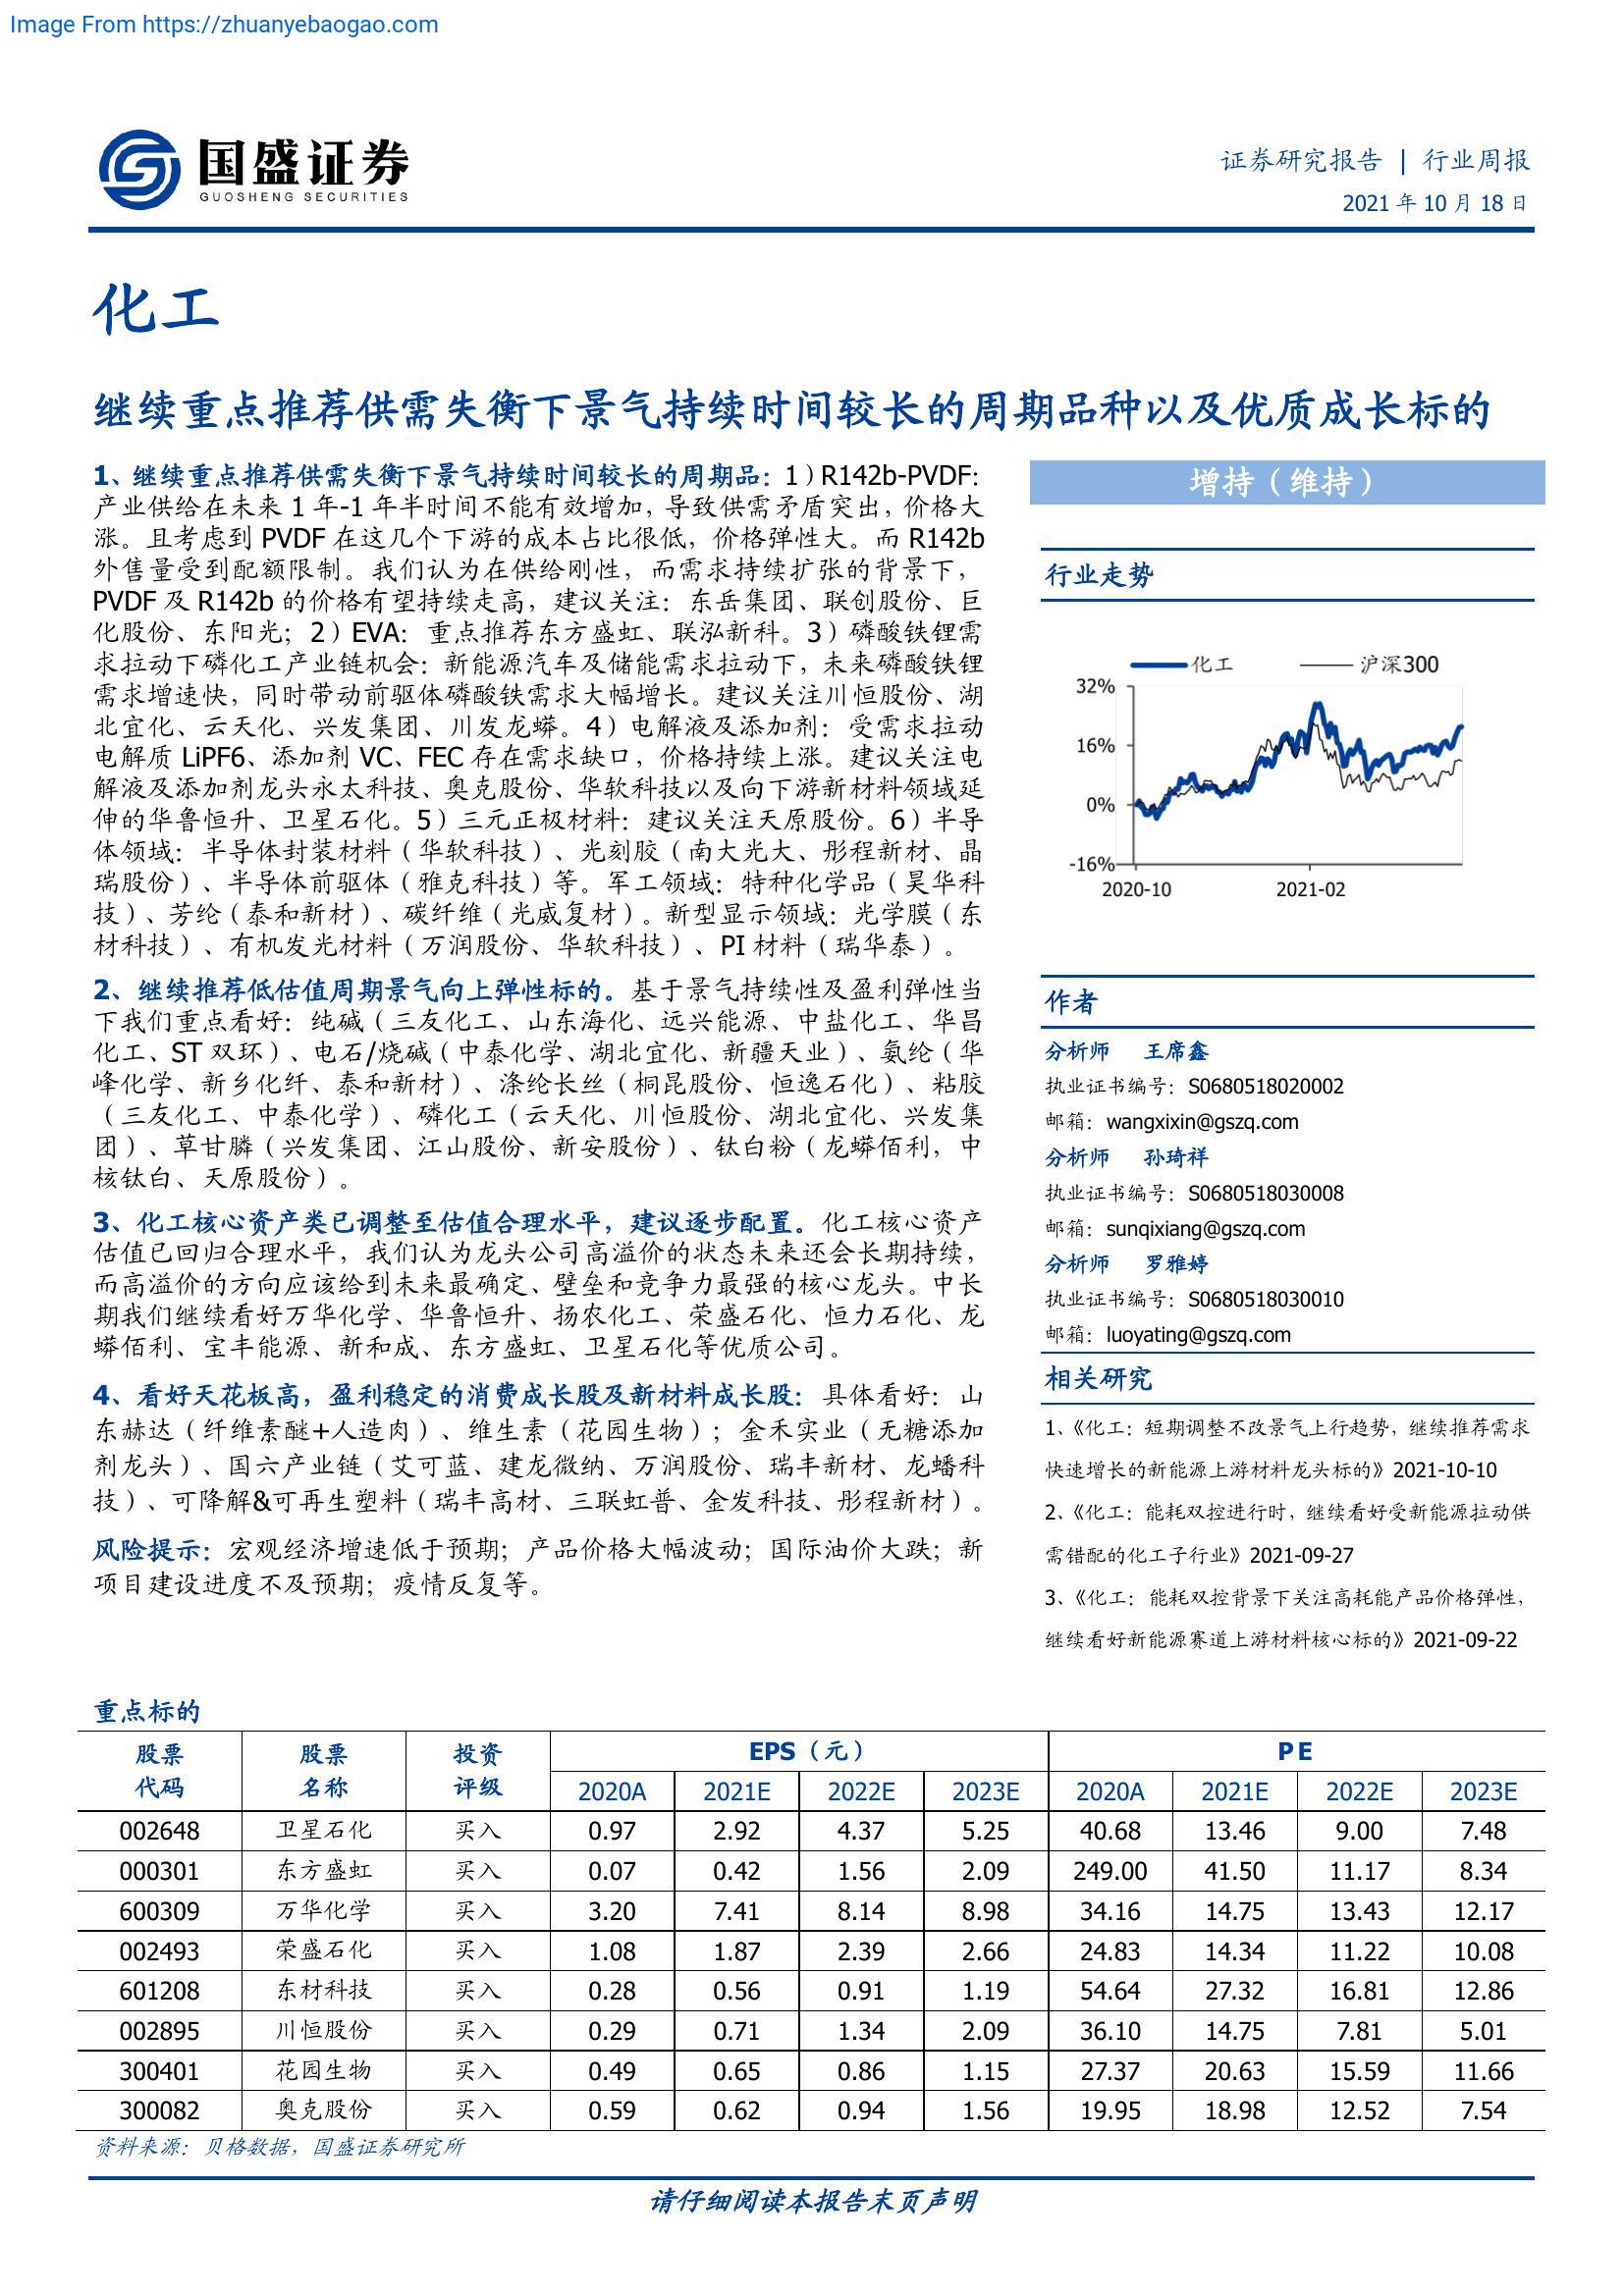 Image From https://zhuanyebaogao.com
国盛证券
GUOSHENG SECURITIES
证券研究报告 | 行业周报
2021 年 10 月 18 日
化工
继续重点推荐供需失衡下景气持续时间较长的周期品种以及优质成长标的
1、继续重点推荐供需失衡下景气持续时间较长的周期品：1）R142b-PVDF:
产业供给在未来 1 年-1 年半时间不能有效增加，导致供需矛盾突出，价格大
涨。且考虑到 PVDF 在这几个下游的成本占比很低，价格弹性大。而 R142b
外售量受到配额限制。我们认为在供给刚性，而需求持续扩张的背景下，
PVDF 及 R142b 的价格有望持续走高，建议关注：东岳集团、联创股份、巨
化股份、东阳光；2）EVA：重点推荐东方盛虹、联泓新科。3）磷酸铁锂需
求拉动下磷化工产业链机会：新能源汽车及储能需求拉动下，未来磷酸铁锂
需求增速快，同时带动前驱体磷酸铁需求大幅增长。建议关注川恒股份、湖
北宜化、云天化、兴发集团、川发龙蟒。4）电解液及添加剂：受需求拉动
电解质 LiPF6、添加剂 VC、FEC 存在需求缺口，价格持续上涨。建议关注电
解液及添加剂龙头永太科技、奥克股份、华软科技以及向下游新材料领域延
伸的华鲁恒升、卫星石化。5）三元正极材料：建议关注天原股份。6）半导
体领域：半导体封装材料（华软科技）、光刻胶（南大光大、彤程新材、晶
瑞股份）、半导体前驱体（雅克科技）等。军工领域：特种化学品（昊华科
技）、芳纶（泰和新材）、碳纤维（光威复材）。新型显示领域：光学膜（东
材科技）、有机发光材料（万润股份、华软科技）、PI 材料（瑞华泰）。
2、继续推荐低估值周期景气向上弹性标的。基于景气持续性及盈利弹性当
下我们重点看好：纯碱（三友化工、山东海化、远兴能源、中盐化工、华昌
化工、ST 双环）、电石/烧碱（中泰化学、湖北宜化、新疆天业）、氨纶（华
峰化学、新乡化纤、泰和新材）、涤纶长丝（桐昆股份、恒逸石化）、粘胶
（三友化工、中泰化学）、磷化工（云天化、川恒股份、湖北宜化、兴发集
团）、草甘膦（兴发集团、江山股份、新安股份）、钛白粉（龙蟒佰利，中
核钛白、天原股份）。
3、化工核心资产类已调整至估值合理水平，建议逐步配置。化工核心资产
估值已回归合理水平，我们认为龙头公司高溢价的状态未来还会长期持续，
而高溢价的方向应该给到未来最确定、壁垒和竞争力最强的核心龙头。中长
期我们继续看好万华化学、华鲁恒升、扬农化工、荣盛石化、恒力石化、龙
蟒佰利、宝丰能源、新和成、东方盛虹、卫星石化等优质公司。
4、看好天花板高，盈利稳定的消费成长股及新材料成长股：具体看好：山
东赫达（纤维素醚+人造肉）、维生素（花园生物）；金禾实业（无糖添加
剂龙头）、国六产业链（艾可蓝、建龙微纳、万润股份、瑞丰新材、龙蟠科
技）、可降解&可再生塑料（瑞丰高材、三联虹普、金发科技、彤程新材）。
风险提示：宏观经济增速低于预期；产品价格大幅波动；国际油价大跌；新
项目建设进度不及预期；疫情反复等。
增持（维持）
行业走势
化工 沪深300
32%
16%
0%
-16%
2020-10 2021-02
作者
分析师 王席鑫
执业证书编号：S0680518020002
邮箱：wangxixin@gszq.com
分析师 孙琦祥
执业证书编号：S0680518030008
邮箱：sunqixiang@gszq.com
分析师 罗雅婷
执业证书编号：S0680518030010
邮箱：luoyating@gszq.com
相关研究
1、《化工：短期调整不改景气上行趋势，继续推荐需求
快速增长的新能源上游材料龙头标的》2021-10-10
2、《化工：能耗双控进行时，继续看好受新能源拉动供
需错配的化工子行业》2021-09-27
3、《化工：能耗双控背景下关注高耗能产品价格弹性，
继续看好新能源赛道上游材料核心标的》2021-09-22
重点标的
股票 股票 投资 EPS（元） P E
代码 名称 评级 2020A 2021E 2022E 2023E 2020A 2021E 2022E 2023E
002648 卫星石化 买入 0.97 2.92 4.37 5.25 40.68 13.46 9.00 7.48
000301 东方盛虹 买入 0.07 0.42 1.56 2.09 249.00 41.50 11.17 8.34
600309 万华化学 买入 3.20 7.41 8.14 8.98 34.16 14.75 13.43 12.17
002493 荣盛石化 买入 1.08 1.87 2.39 2.66 24.83 14.34 11.22 10.08
601208 东材科技 买入 0.28 0.56 0.91 1.19 54.64 27.32 16.81 12.86
002895 川恒股份 买入 0.29 0.71 1.34 2.09 36.10 14.75 7.81 5.01
300401 花园生物 买入 0.49 0.65 0.86 1.15 27.37 20.63 15.59 11.66
300082 奥克股份 买入 0.59 0.62 0.94 1.56 19.95 18.98 12.52 7.54
资料来源：贝格数据，国盛证券研究所
请仔细阅读本报告末页声明